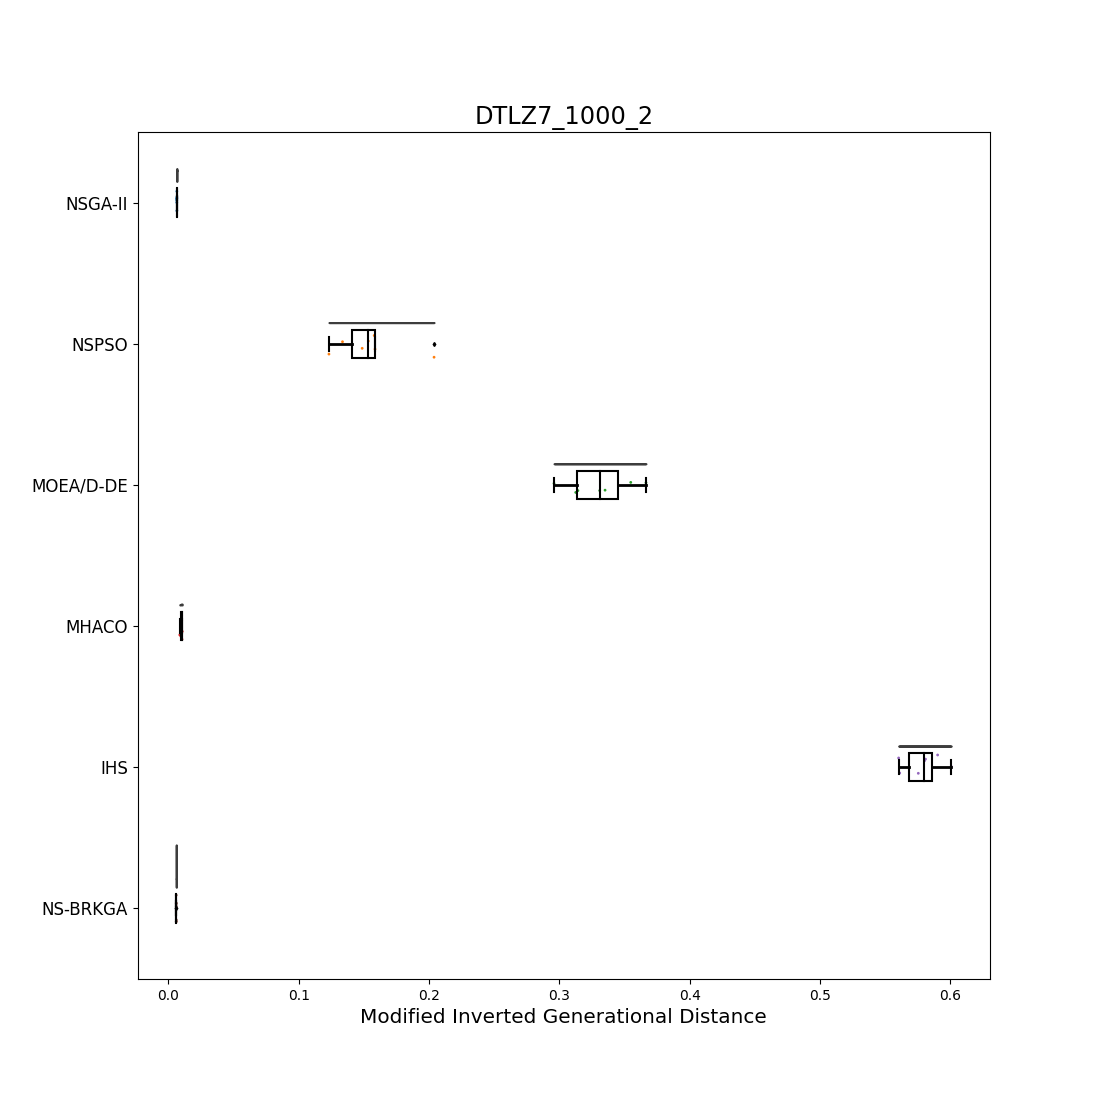 DTLZ7_1000_2
NSGA-II
NSPSO
MOEA/D-DE
MHACO
IHS
NS-BRKGA
0.0 0.1 0.2 0.3 0.4 0.5 0.6
Modified Inverted Generational Distance